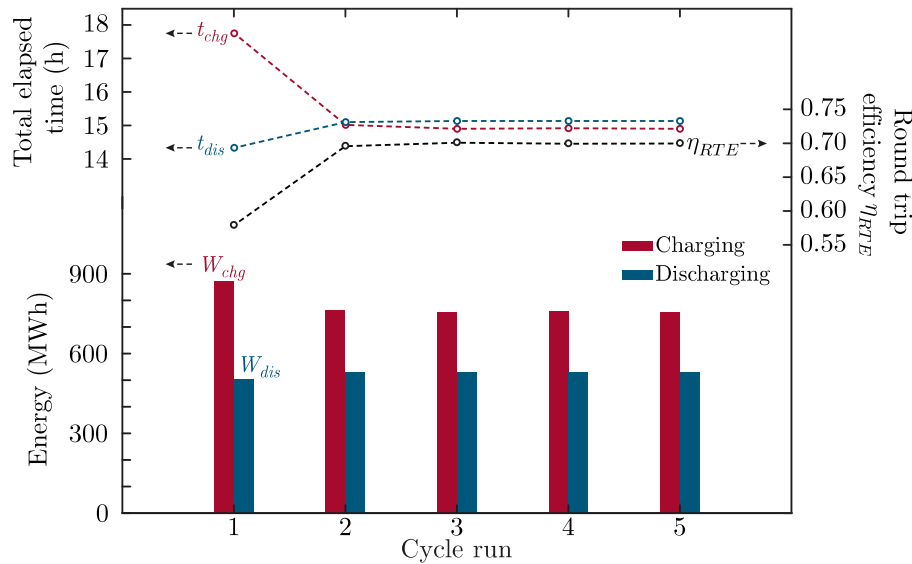 Total elapsed
time (h)
18
17
16
15
14
t_chg
t_dis
η_RTE
0.75
0.70
0.65
0.60
0.55
Round trip
efficiency η_RTE
W_chg
W_dis
Charging
Discharging
Energy (MWh)
900
600
300
0
1 2 3 4 5
Cycle run